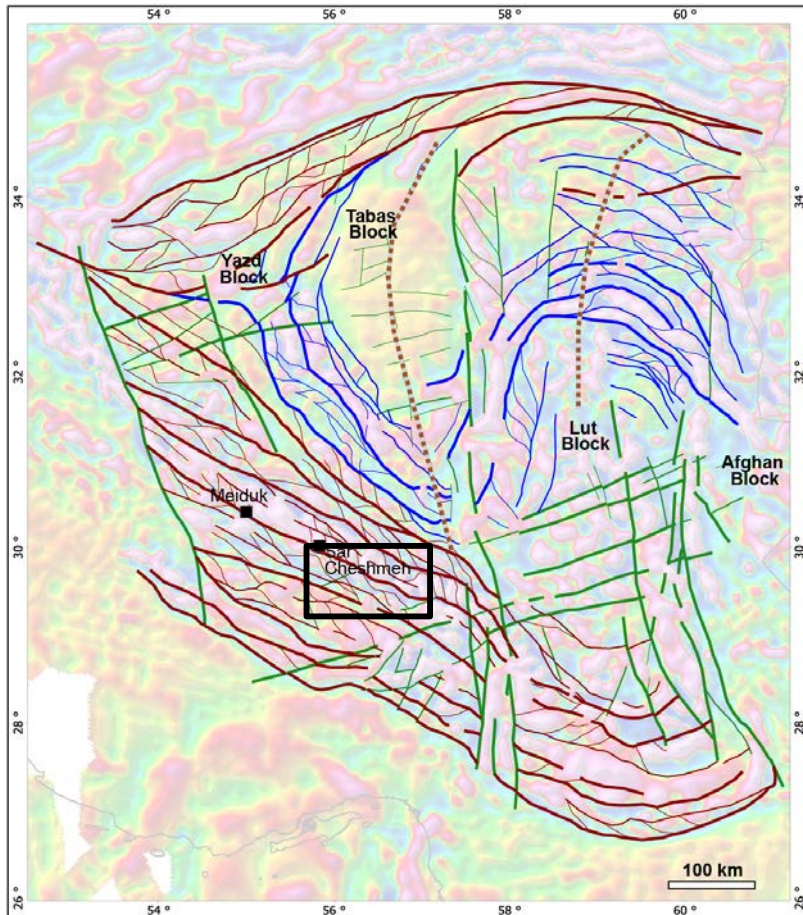 54 °
56 °
58 °
60 °
34 °
34 °
Tabas
Block
Yazd
Block
32 °
32 °
Lut
Block
Afghan
Block
Meiduk
30 °
30 °
Sar
Cheshmeh
28 °
28 °
100 km
26 °
26 °
54 °
56 °
58 °
60 °